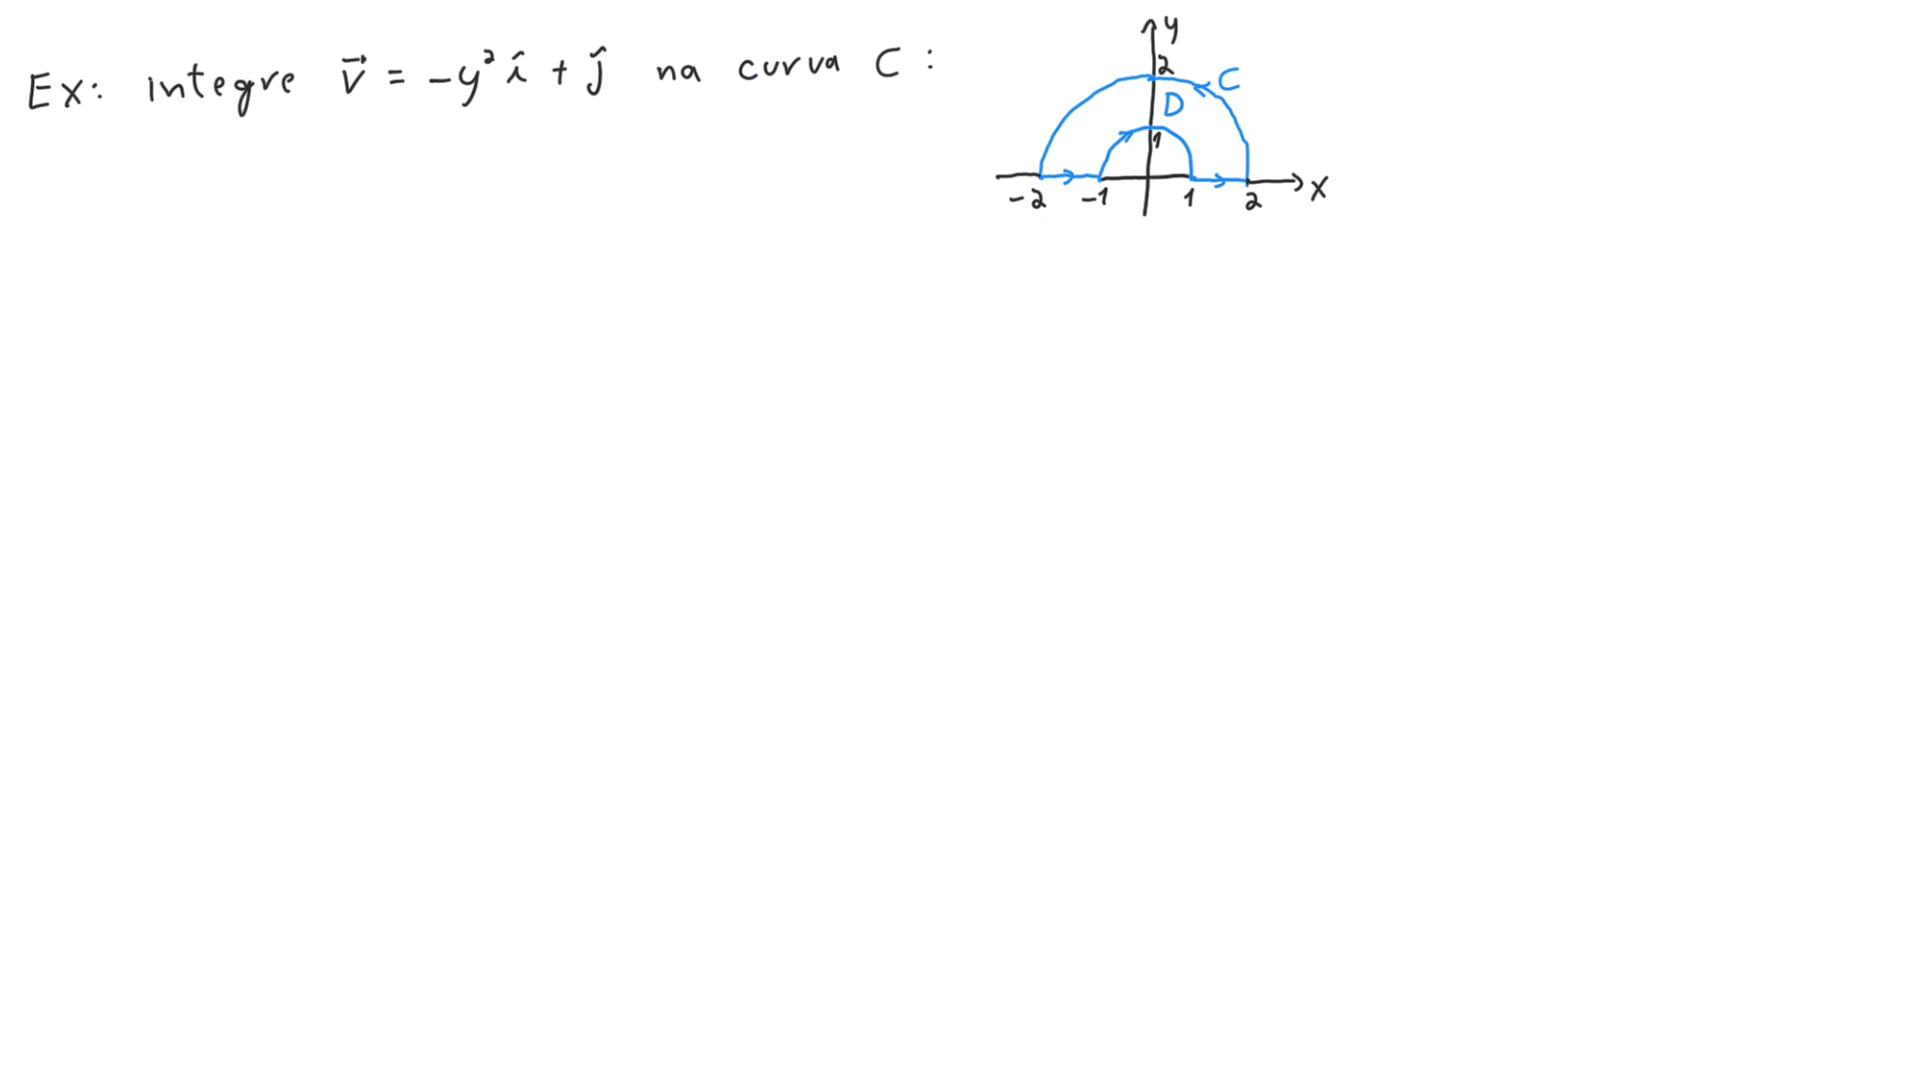 Ex: integre v⃗ = -y² î + ĵ na curva C :
y
2
C
D
1
-2 -1 1 2 x